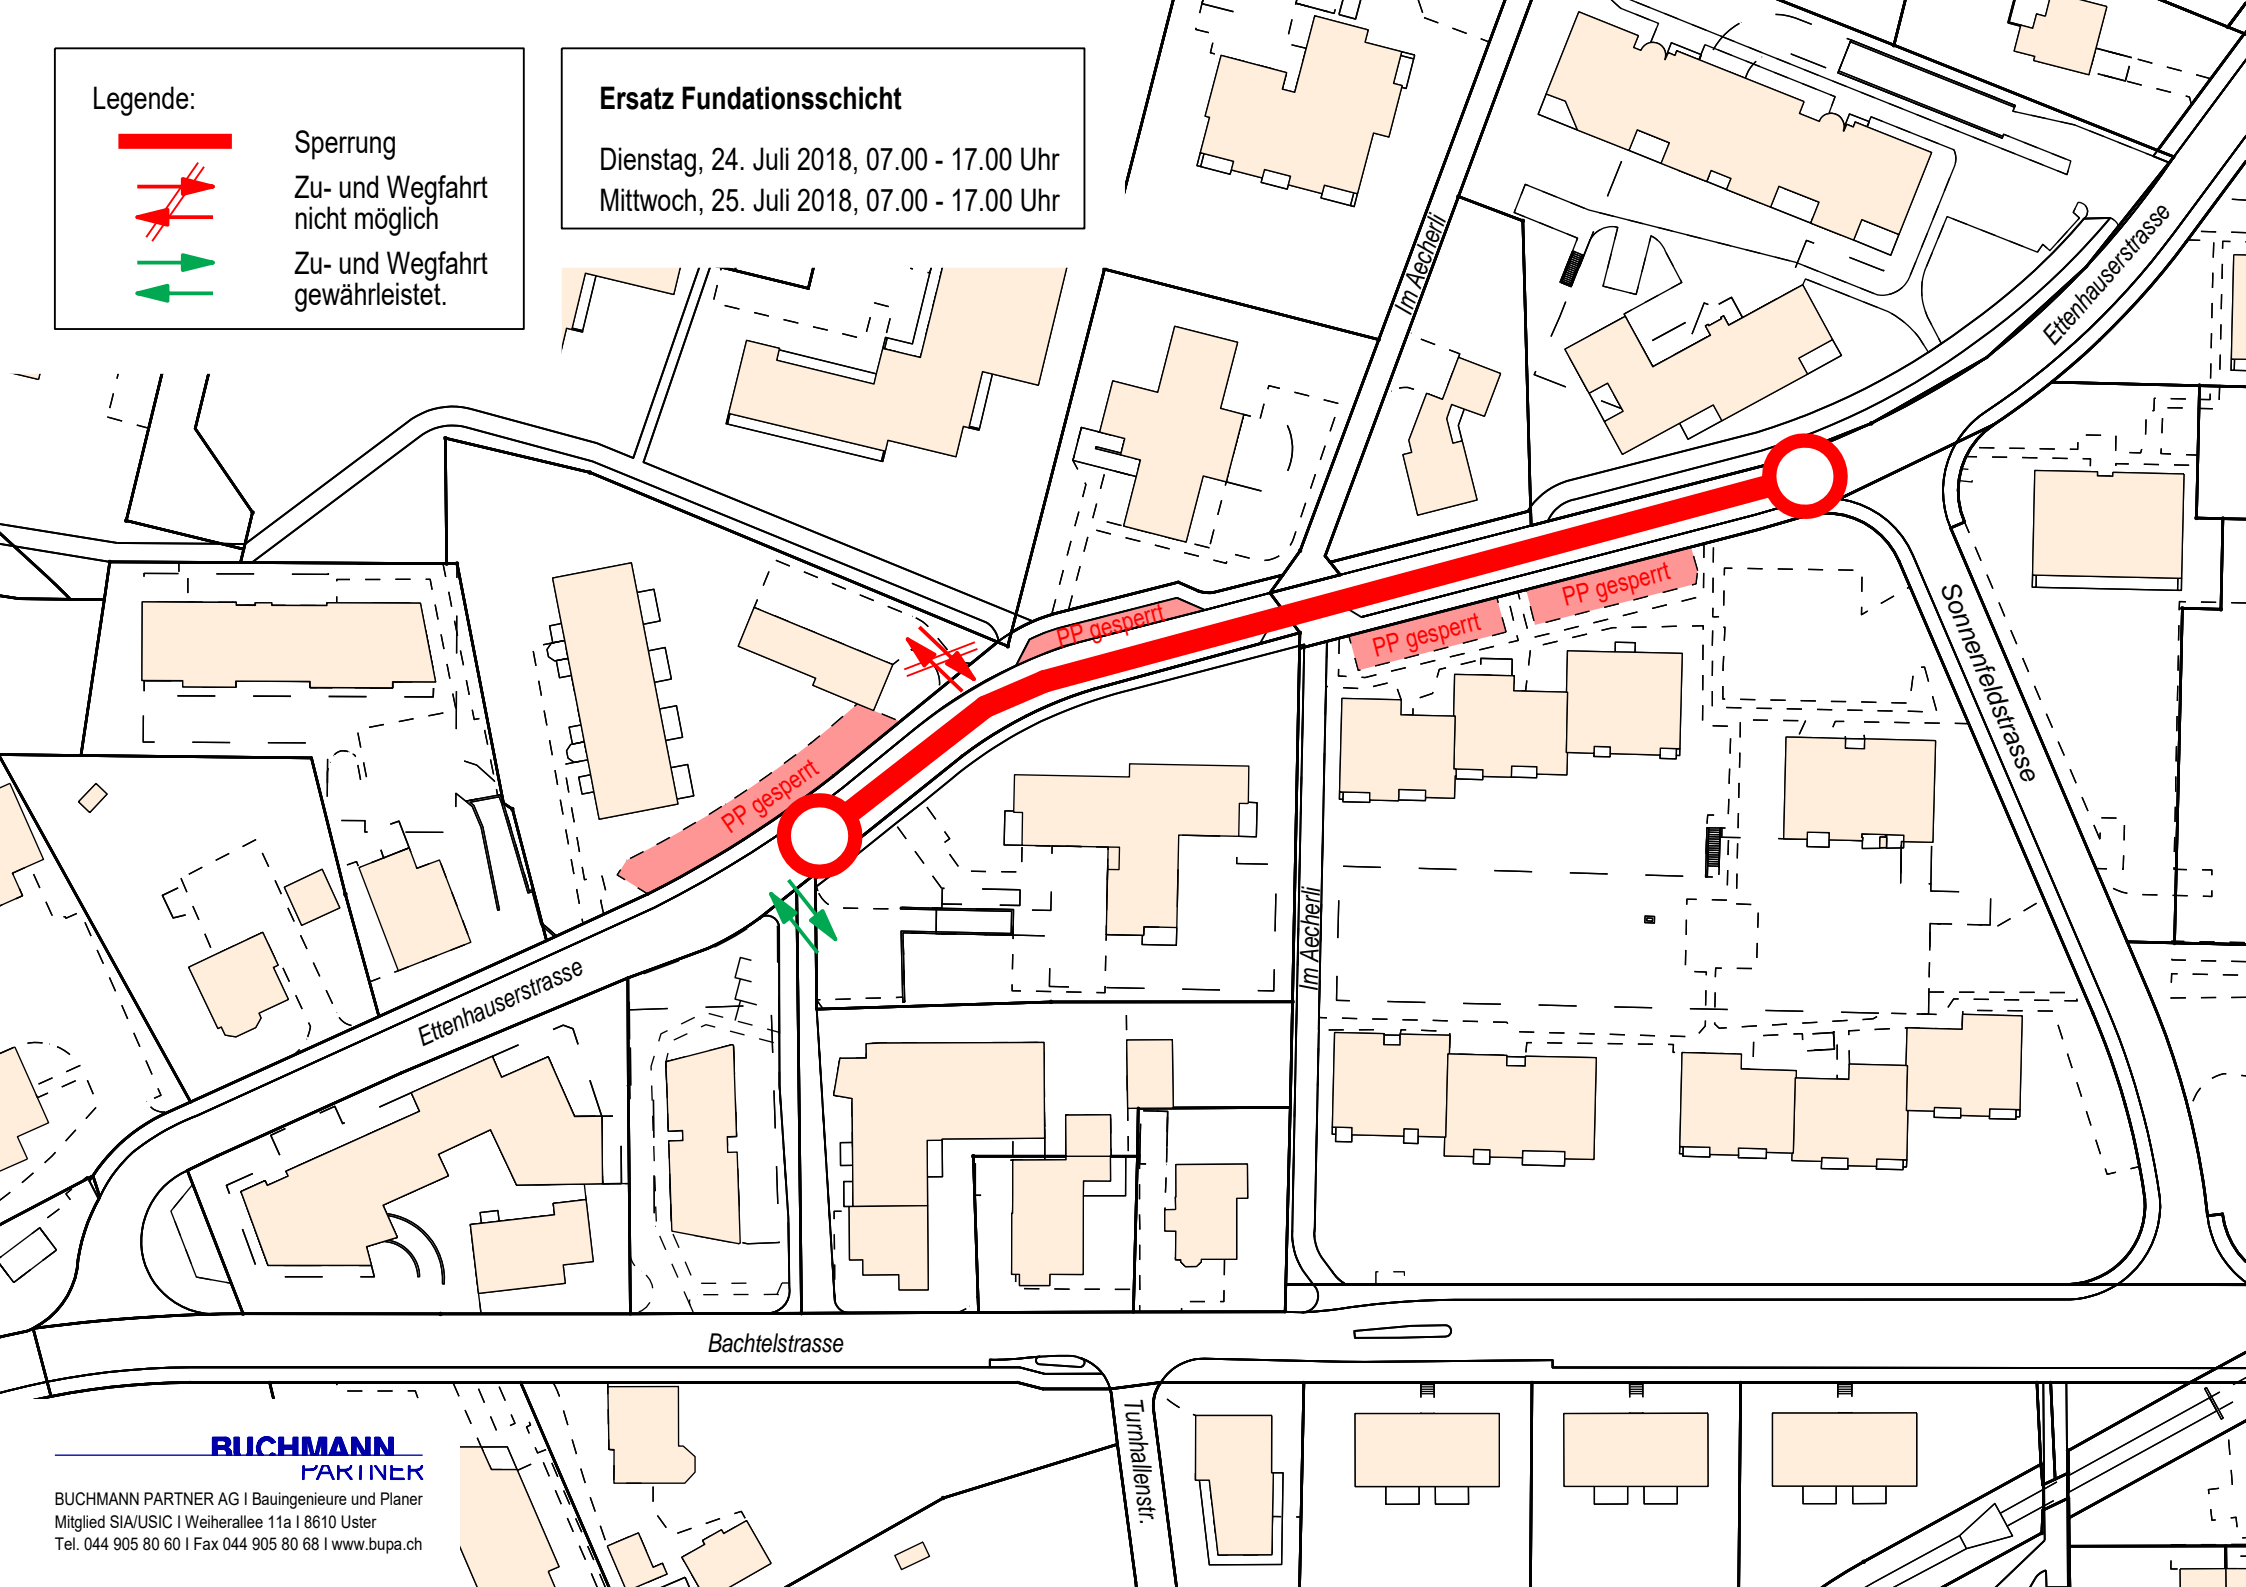 Legende:
Sperrung
Zu- und Wegfahrt
nicht möglich
Zu- und Wegfahrt
gewährleistet.
Ersatz Fundationsschicht
Dienstag, 24. Juli 2018, 07.00 - 17.00 Uhr
Mittwoch, 25. Juli 2018, 07.00 - 17.00 Uhr
Im Aecherli
Ettenhauserstrasse
PP gesperrt
PP gesperrt
PP gesperrt
PP gesperrt
Sonnenfeldstrasse
Im Aecherli
Ettenhauserstrasse
Bachtelstrasse
Turnhallenstr.
BUCHMANN
PARTNER
BUCHMANN PARTNER AG I Bauingenieure und Planer
Mitglied SIA/USIC I Weiherallee 11a I 8610 Uster
Tel. 044 905 80 60 I Fax 044 905 80 68 I www.bupa.ch